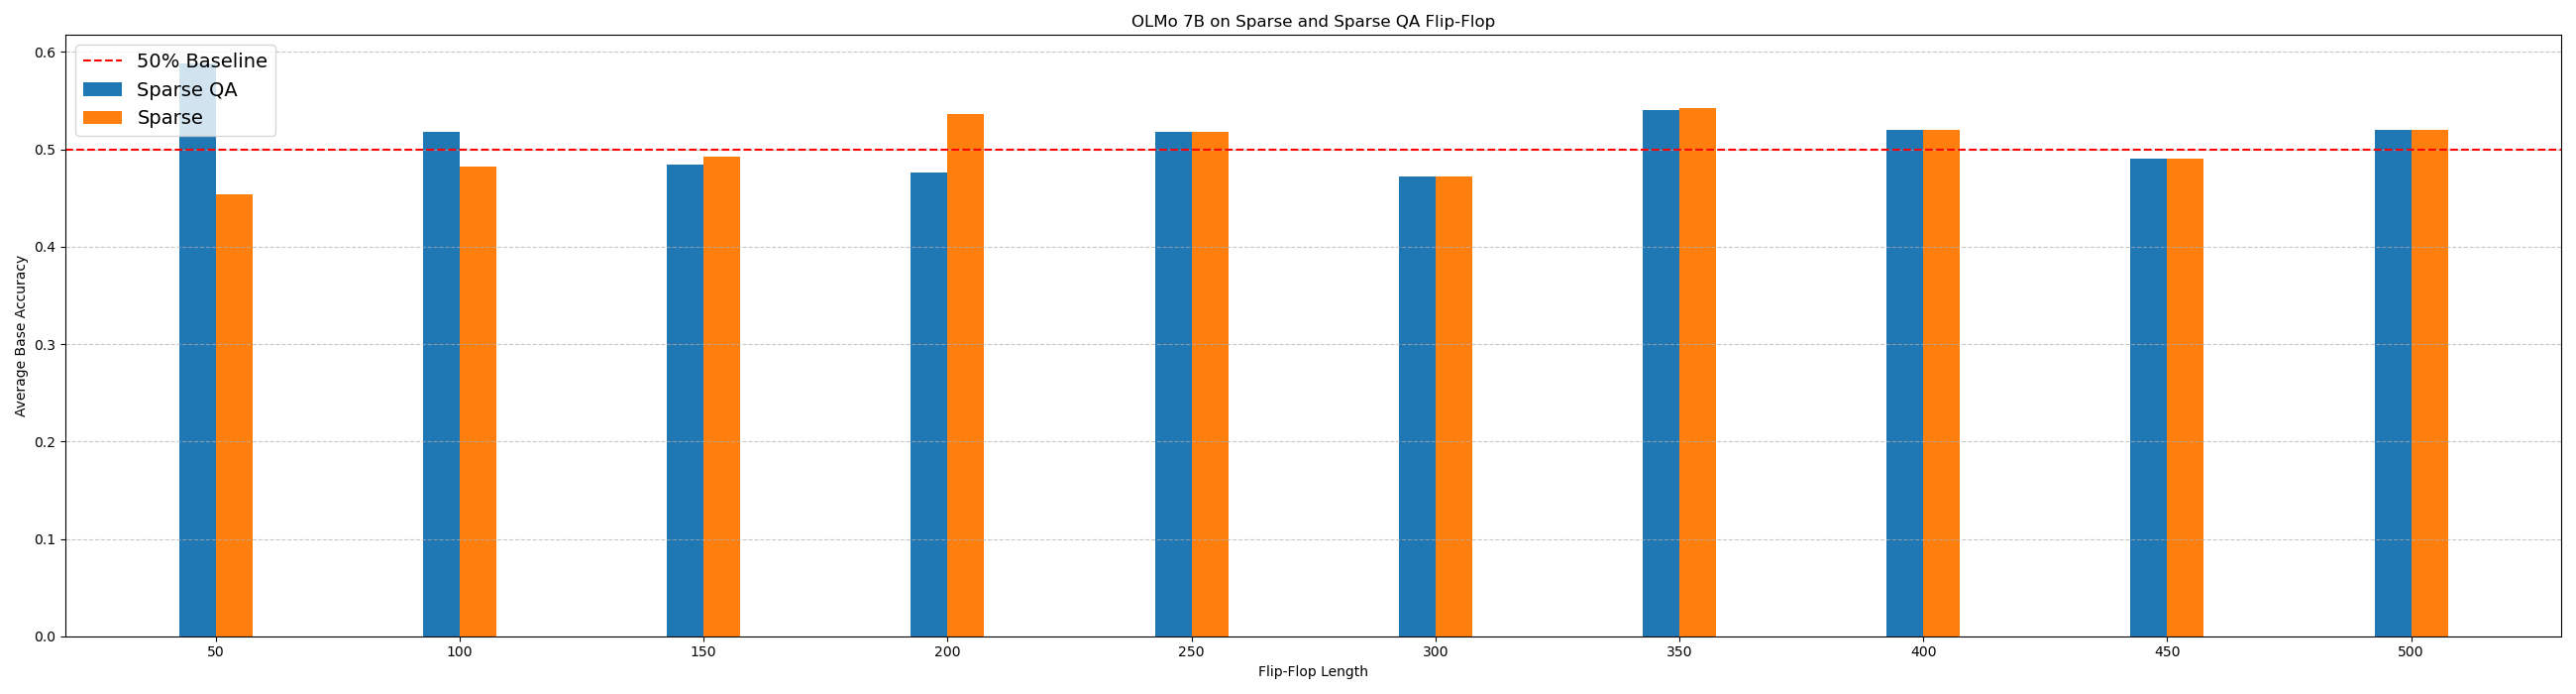 OLMo 7B on Sparse and Sparse QA Flip-Flop
50% Baseline
Sparse QA
Sparse
Average Base Accuracy
0.6
0.5
0.4
0.3
0.2
0.1
0.0
50 100 150 200 250 300 350 400 450 500
Flip-Flop Length